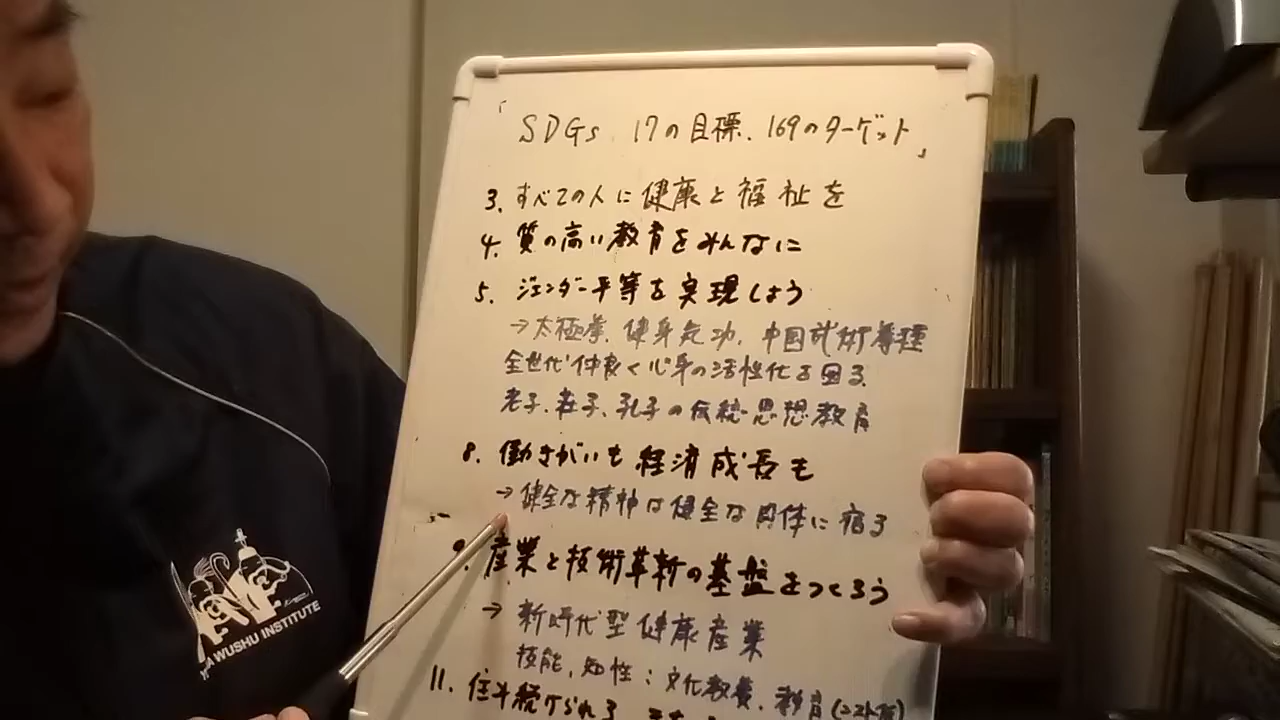 「SDGs 17の目標、169のターゲット」
3. すべての人に健康と福祉を
4. 質の高い教育をみんなに
5. ジェンダー平等を実現しよう
→太極拳、健身気功、中国武術等種
全世代仲良く心身の活性化を図る、
老子、荘子、孔子の伝統思想教育
8. 働きがいも経済成長も
→健全な精神は健全な肉体に宿る
9. 産業と技術革新の基盤をつくろう
→新時代型健康産業
技能、知性:文化教養、教育
11. 住み続けられる
WUSHU INSTITUTE